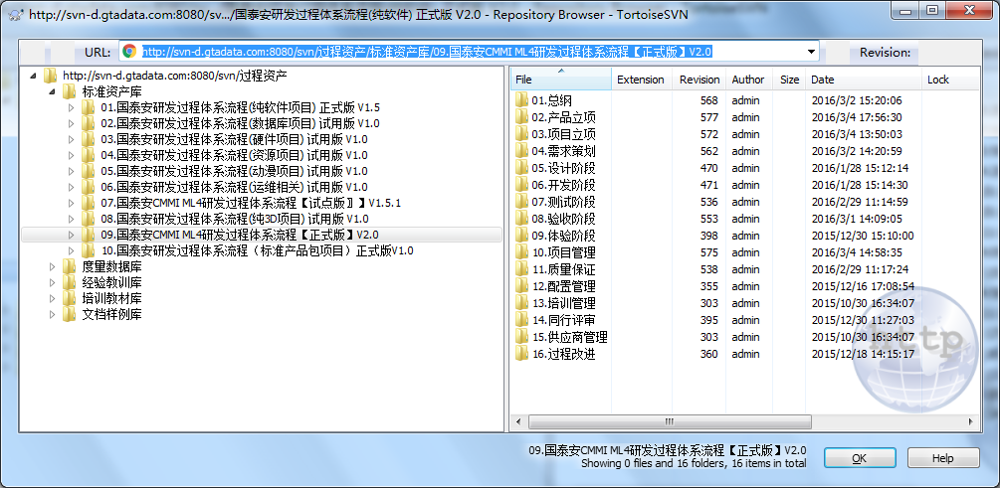 http://svn-d.gtadata.com:8080/sv.../国泰安研发过程体系流程(纯软件) 正式版 V2.0 - Repository Browser - TortoiseSVN
URL: http://svn-d.gtadata.com:8080/svn/过程资产/标准资产库/09.国泰安CMMI ML4研发过程体系流程【正式版】V2.0 Revision:
http://svn-d.gtadata.com:8080/svn/过程资产
标准资产库
01.国泰安研发过程体系流程(纯软件项目) 正式版 V1.5
02.国泰安研发过程体系流程(数据库项目) 试用版 V1.0
03.国泰安研发过程体系流程(硬件项目) 试用版 V1.0
04.国泰安研发过程体系流程(资源项目) 试用版 V1.0
05.国泰安研发过程体系流程(动漫项目) 试用版 V1.0
06.国泰安研发过程体系流程(运维相关) 试用版 V1.0
07.国泰安CMMI ML4研发过程体系流程【试点版】】V1.5.1
08.国泰安研发过程体系流程(纯3D项目) 试用版 V1.0
09.国泰安CMMI ML4研发过程体系流程【正式版】V2.0
10.国泰安研发过程体系流程（标准产品包项目）正式版V1.0
度量数据库
经验教训库
培训教材库
文档样例库
File Extension Revision Author Size Date Lock
01.总纲 568 admin 2016/3/2 15:20:06
02.产品立项 577 admin 2016/3/4 17:56:30
03.项目立项 572 admin 2016/3/4 13:50:03
04.需求策划 562 admin 2016/3/2 14:20:59
05.设计阶段 470 admin 2016/1/28 15:12:14
06.开发阶段 471 admin 2016/1/28 15:14:30
07.测试阶段 536 admin 2016/2/29 11:14:59
08.验收阶段 553 admin 2016/3/1 14:09:05
09.体验阶段 398 admin 2015/12/30 15:10:00
10.项目管理 575 admin 2016/3/4 14:58:35
11.质量保证 538 admin 2016/2/29 11:17:24
12.配置管理 355 admin 2015/12/16 17:08:54
13.培训管理 303 admin 2015/10/30 16:34:07
14.同行评审 395 admin 2015/12/30 11:27:03
15.供应商管理 303 admin 2015/10/30 16:34:07
16.过程改进 360 admin 2015/12/18 14:15:17
http
09.国泰安CMMI ML4研发过程体系流程【正式版】V2.0
Showing 0 files and 16 folders, 16 items in total
OK Help